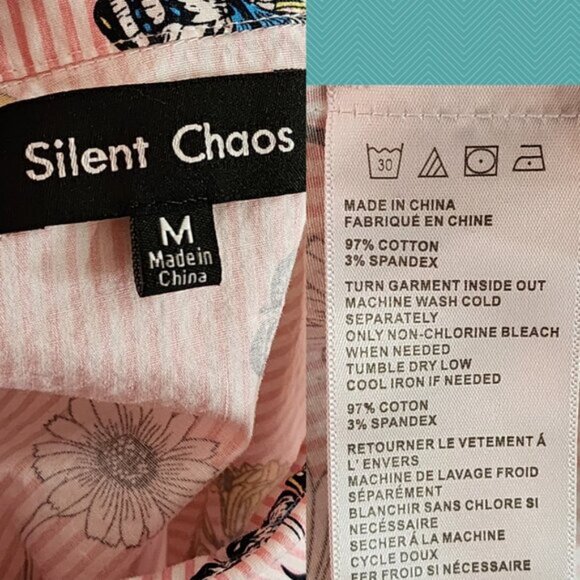 Silent Chaos
M
Made in
China
30
MADE IN CHINA
FABRIQUÉ EN CHINE
97% COTTON
3% SPANDEX
TURN GARMENT INSIDE OUT
MACHINE WASH COLD
SEPARATELY
ONLY NON-CHLORINE BLEACH
WHEN NEEDED
TUMBLE DRY LOW
COOL IRON IF NEEDED
97% COTON
3% SPANDEX
RETOURNER LE VETEMENT Á
L' ENVERS
MACHINE DE LAVAGE FROID
SÉPARÉMENT
BLANCHIR SANS CHLORE SI
NÉCESSAIRE
SECHER Á LA MACHINE
CYCLE DOUX
FER FROID SI NÉCESSAIRE